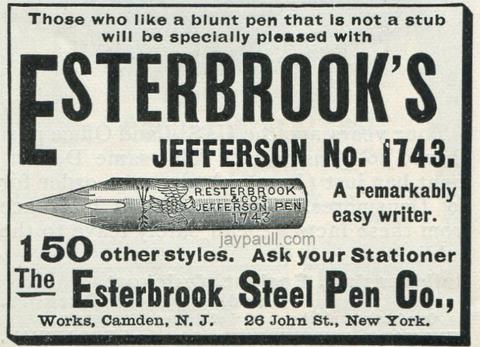 Those who like a blunt pen that is not a stub
will be specially pleased with
ESTERBROOK'S
JEFFERSON No. 1743.
R. ESTERBROOK
& CO'S
JEFFERSON PEN
1743
A remarkably
easy writer.
jaypaull.com
150 other styles. Ask your Stationer
The Esterbrook Steel Pen Co.,
Works, Camden, N. J. 26 John St., New York.